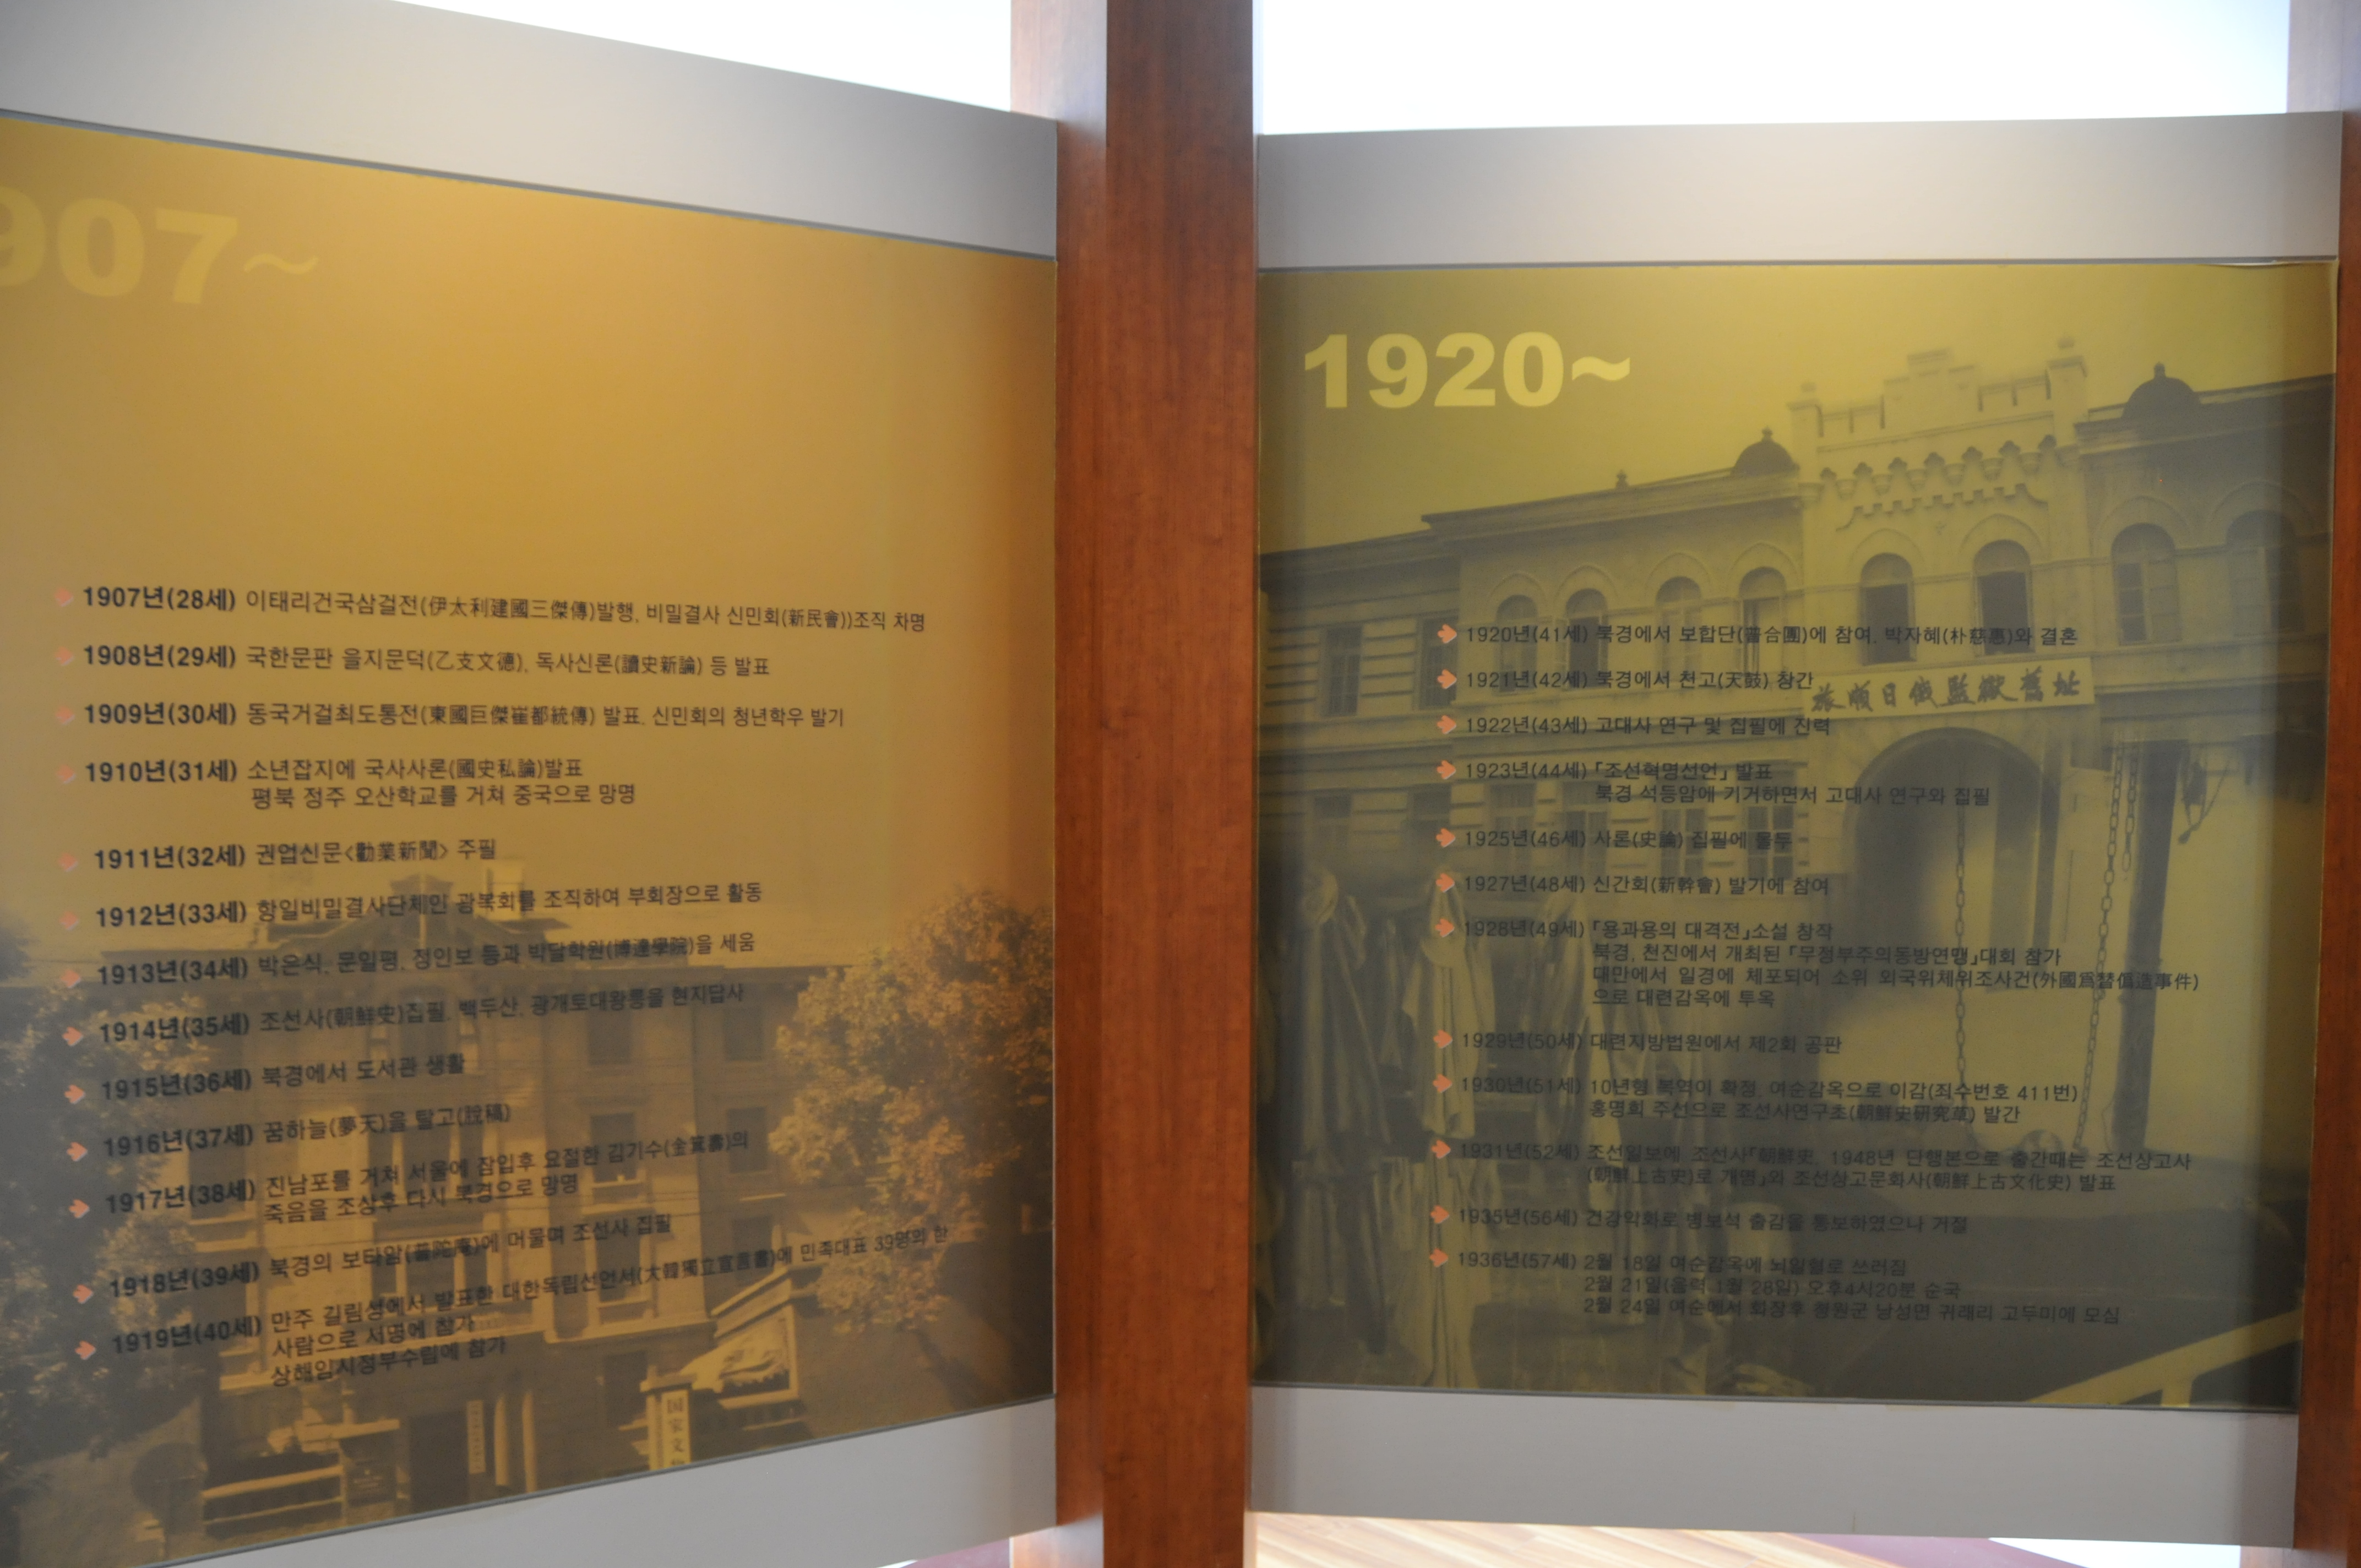 907~
1907년(28세) 이태리건국삼걸전(伊太利建國三傑傳)발행, 비밀결사 신민회(新民會))조직 차명
1908년(29세) 국한문판 을지문덕(乙支文德), 독사신론(讀史新論) 등 발표
1909년(30세) 동국거걸최도통전(東國巨傑崔都統傳) 발표, 신민회의 청년학우 발기
1910년(31세) 소년잡지에 국사사론(國史私論)발표
평북 정주 오산학교를 거쳐 중국으로 망명
1911년(32세) 권업신문<勸業新聞> 주필
1912년(33세) 항일비밀결사단체인 광복회를 조직하여 부회장으로 활동
1913년(34세) 박은식, 문일평, 정인보 등과 박달학원(博達學院)을 세움
1914년(35세) 조선사(朝鮮史)집필, 백두산, 광개토대왕릉을 현지답사
1915년(36세) 북경에서 도서관 생활
1916년(37세) 꿈하늘(夢天)을 탈고(脫稿)
1917년(38세) 진남포를 거쳐 서울에 잠입후 요절한 김기수(金箕壽)의
죽음을 조상후 다시 북경으로 망명
1918년(39세) 북경의 보타암(普陀庵)에 머물며 조선사 집필
1919년(40세) 만주 길림성에서 발표한 대한독립선언서(大韓獨立宣言書)에 민족대표 39명의 한
사람으로 서명에 참가
상해임시정부수립에 참가
国家文
1920~
1920년(41세) 북경에서 보합단(普合團)에 참여, 박자혜(朴慈惠)와 결혼
1921년(42세) 북경에서 천고(天鼓) 창간
旅順日俄監獄舊址
1922년(43세) 고대사 연구 및 집필에 진력
1923년(44세) 「조선혁명선언」 발표
북경 석등암에 기거하면서 고대사 연구와 집필
1925년(46세) 사론(史論) 집필에 몰두
1927년(48세) 신간회(新幹會) 발기에 참여
1928년(49세) 「용과용의 대격전」소설 창작
북경, 천진에서 개최된 「무정부주의동방연맹」대회 참가
대만에서 일경에 체포되어 소위 외국위체위조사건(外國爲替僞造事件)
으로 대련감옥에 투옥
1929년(50세) 대련지방법원에서 제2회 공판
1930년(51세) 10년형 복역이 확정, 여순감옥으로 이감(죄수번호 411번)
홍명희 주선으로 조선사연구초(朝鮮史硏究草) 발간
1931년(52세) 조선일보에 조선사「朝鮮史, 1948년 단행본으로 출간때는 조선상고사
(朝鮮上古史)로 개명」와 조선상고문화사(朝鮮上古文化史) 발표
1935년(56세) 건강악화로 병보석 출감을 통보하였으나 거절
1936년(57세) 2월 18일 여순감옥에 뇌일혈로 쓰러짐
2월 21일(음력 1월 28일) 오후4시20분 순국
2월 24일 여순에서 화장후 청원군 낭성면 귀래리 고두미에 모심